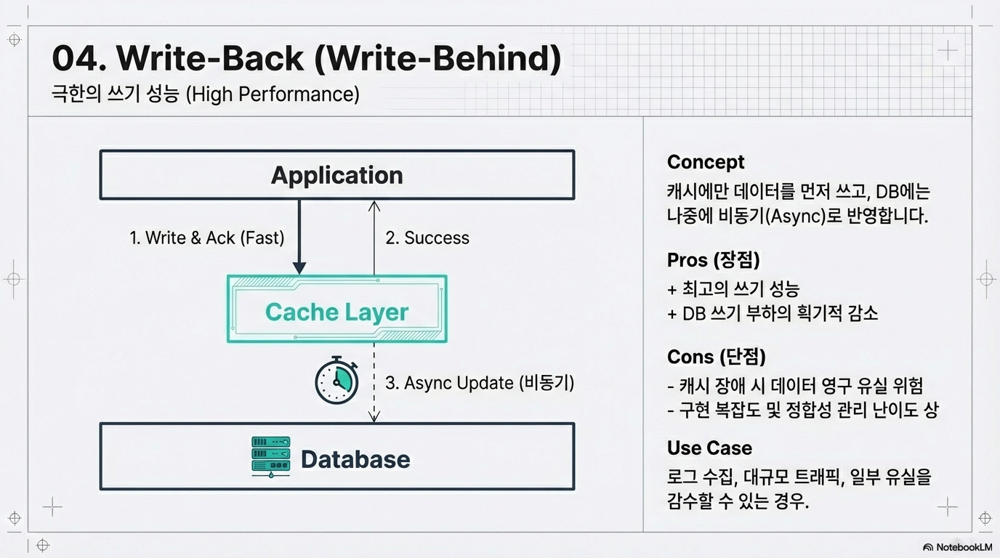 04. Write-Back (Write-Behind)
극한의 쓰기 성능 (High Performance)
Application
1. Write & Ack (Fast)
2. Success
Cache Layer
3. Async Update (비동기)
Database
Concept
캐시에만 데이터를 먼저 쓰고, DB에는
나중에 비동기(Async)로 반영합니다.
Pros (장점)
+ 최고의 쓰기 성능
+ DB 쓰기 부하의 획기적 감소
Cons (단점)
- 캐시 장애 시 데이터 영구 유실 위험
- 구현 복잡도 및 정합성 관리 난이도 상
Use Case
로그 수집, 대규모 트래픽, 일부 유실을
감수할 수 있는 경우.
NotebookLM